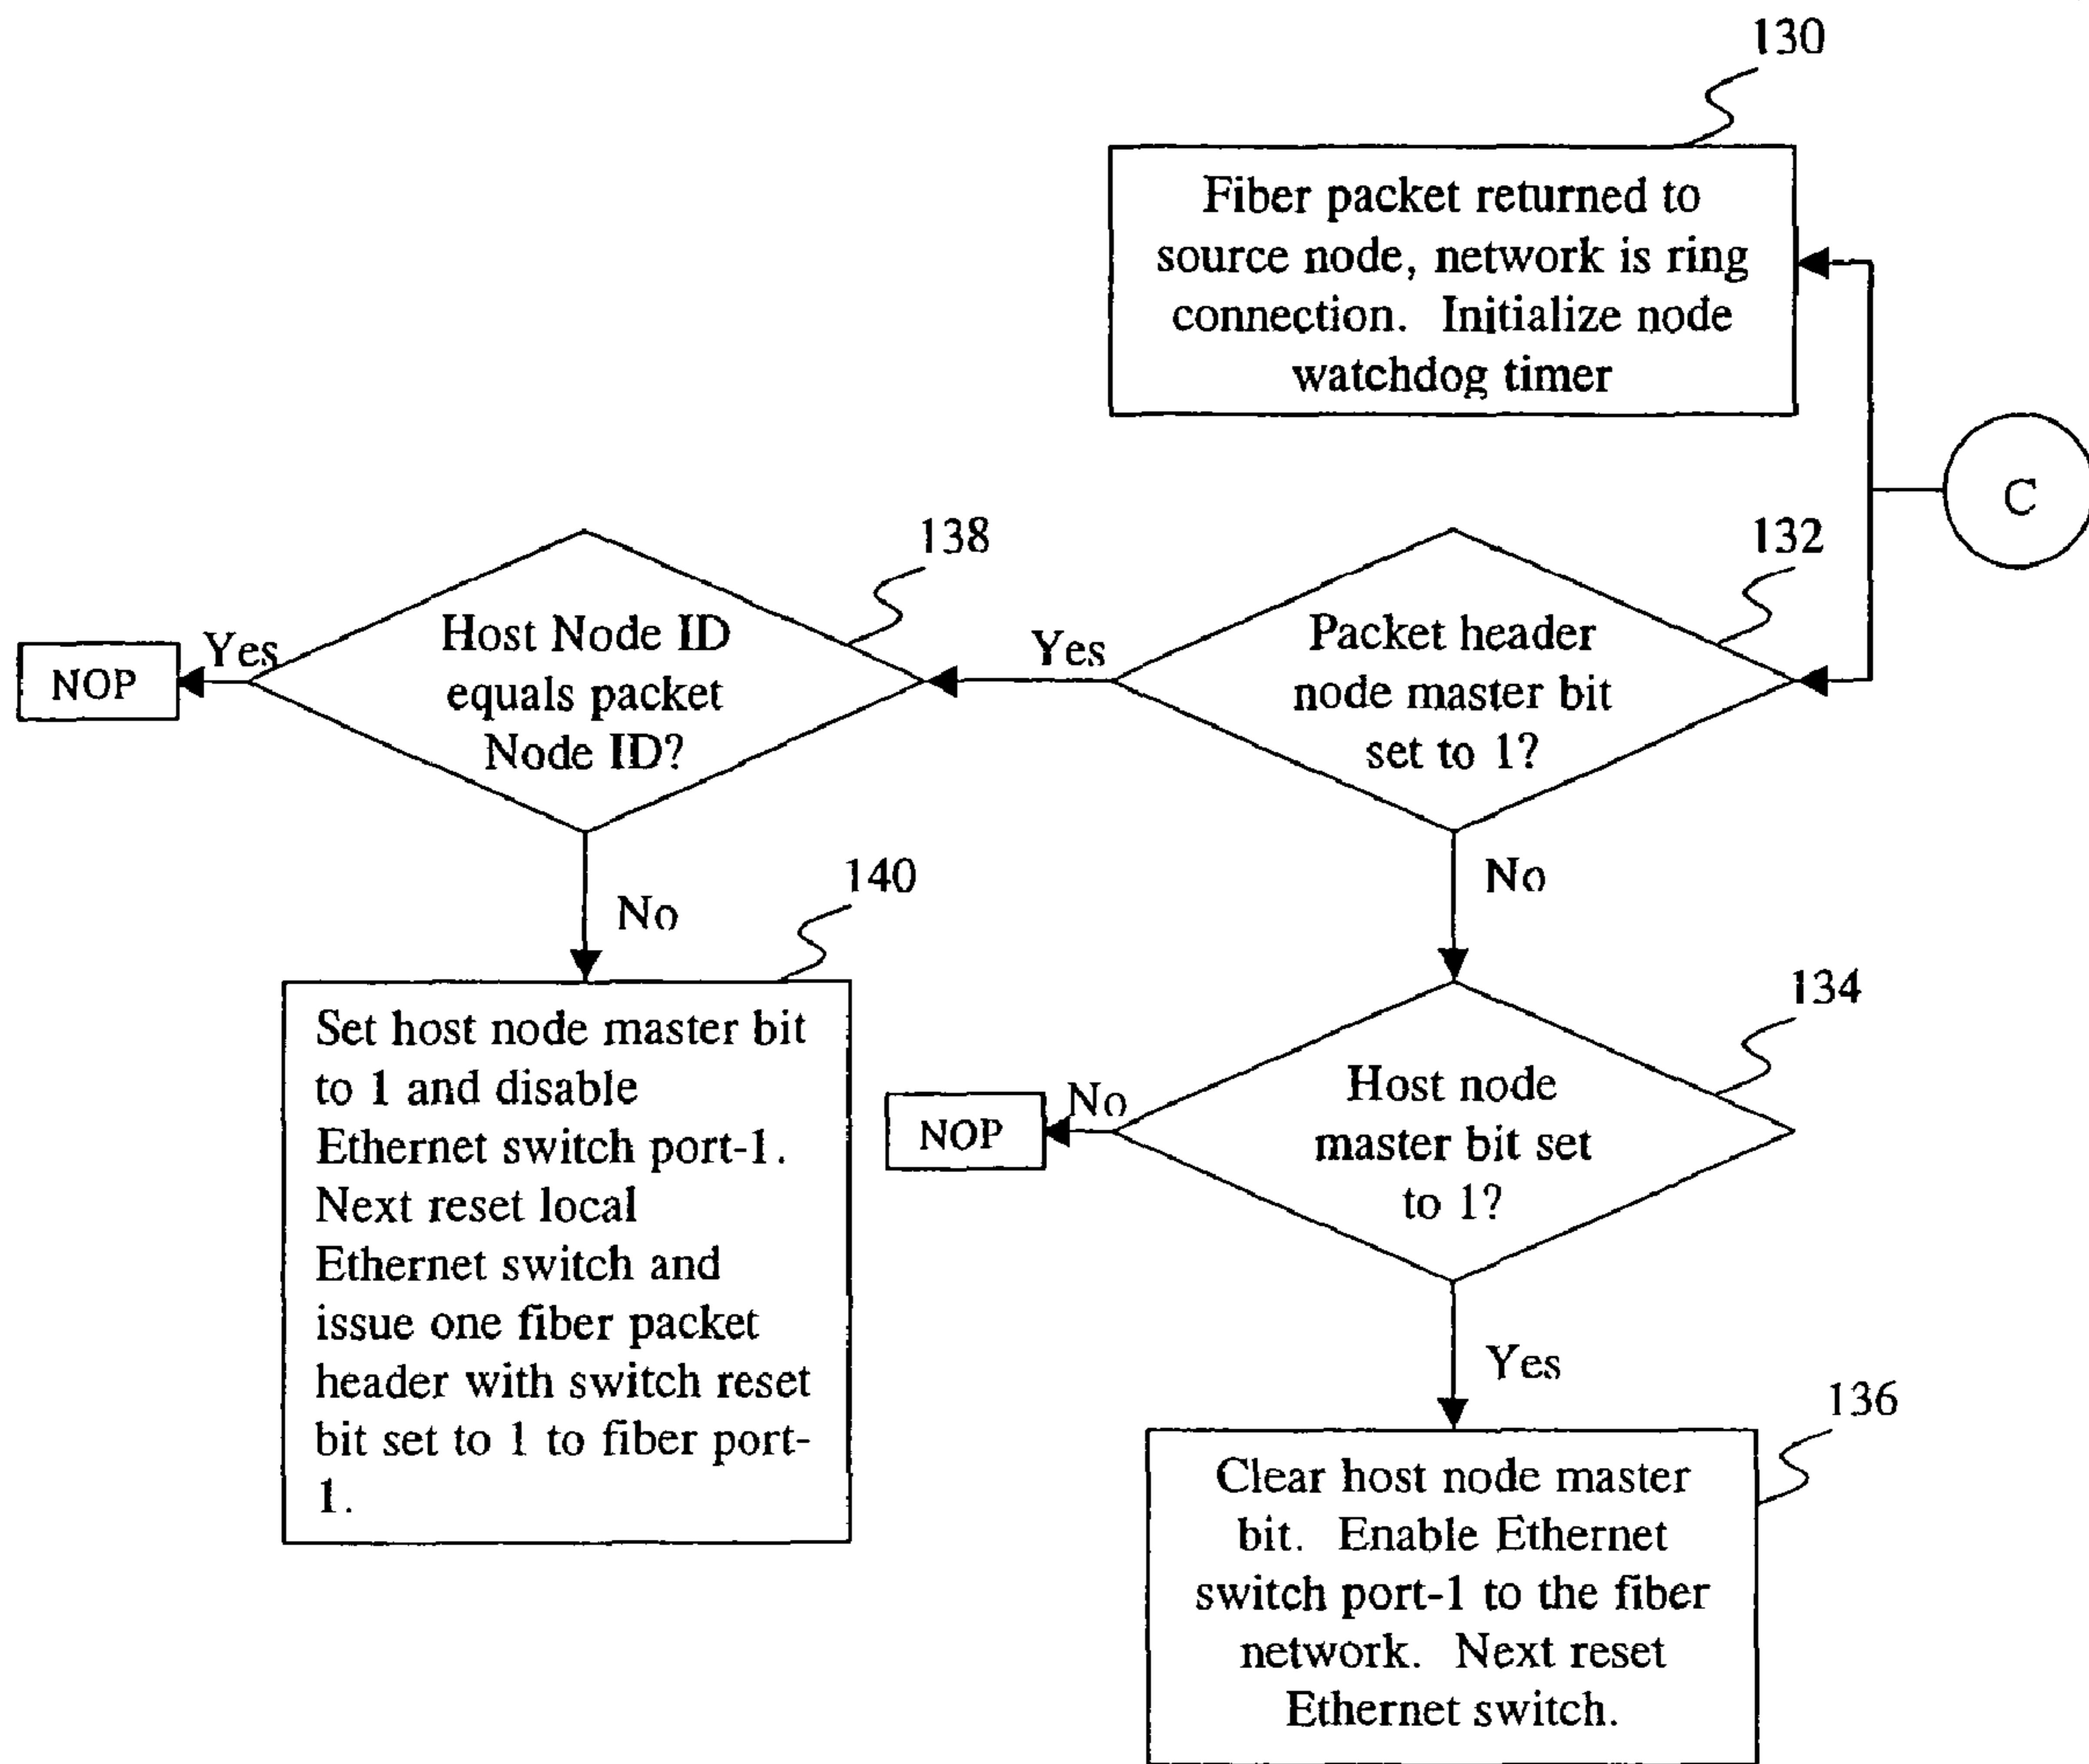 130
Fiber packet returned to
source node, network is ring
connection. Initialize node
watchdog timer
C
132
Packet header
node master bit
set to 1?
Yes
No
138
Host Node ID
equals packet
Node ID?
Yes
NOP
No
140
Set host node master bit
to 1 and disable
Ethernet switch port-1.
Next reset local
Ethernet switch and
issue one fiber packet
header with switch reset
bit set to 1 to fiber port-
1.
134
Host node
master bit set
to 1?
No
NOP
Yes
136
Clear host node master
bit. Enable Ethernet
switch port-1 to the fiber
network. Next reset
Ethernet switch.